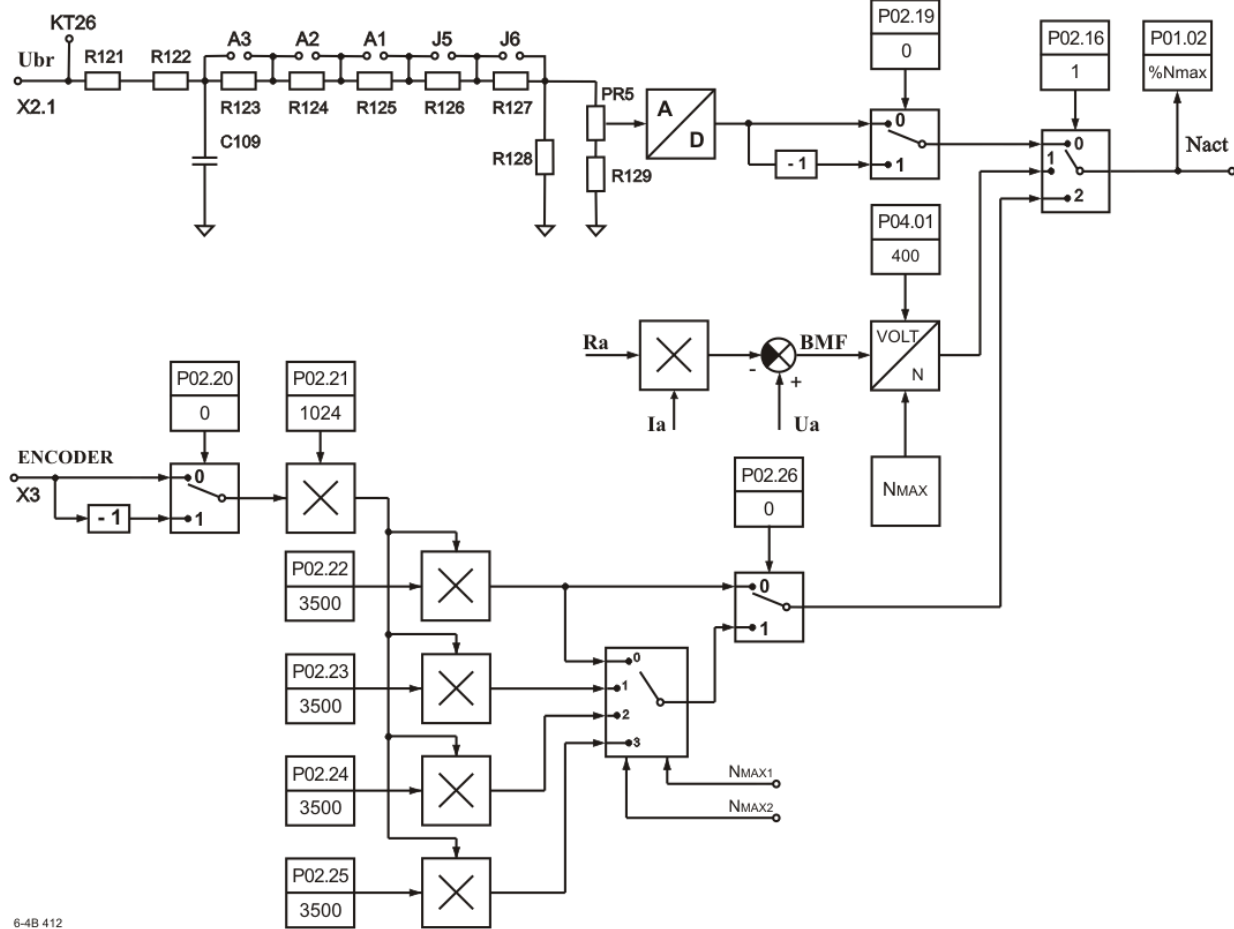 KT26
Ubr
X2.1
R121
R122
A3
A2
A1
J5
J6
R123
R124
R125
R126
R127
C109
R128
PR5
R129
A
D
- 1
P02.19
0
0
1
P02.16
1
0
1
2
P01.02
%Nmax
Nact
P04.01
400
Ra
Ia
-
+
BMF
Ua
VOLT
N
NMAX
P02.20
0
P02.21
1024
ENCODER
X3
- 1
0
1
P02.26
0
0
1
P02.22
3500
P02.23
3500
P02.24
3500
P02.25
3500
0
1
2
3
NMAX1
NMAX2
6-4B 412